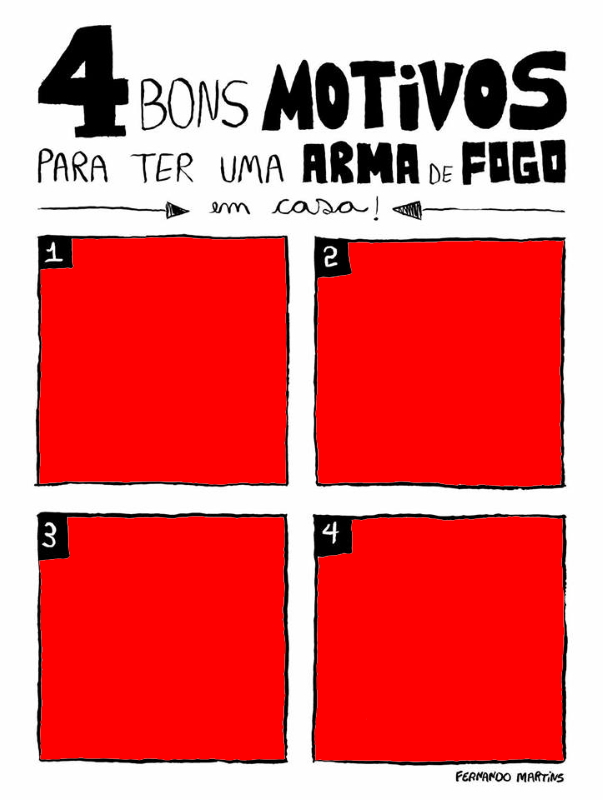 4 BONS MOTIVOS
PARA TER UMA ARMA DE FOGO
em casa!
1
2
3
4
FERNANDO MARTINS